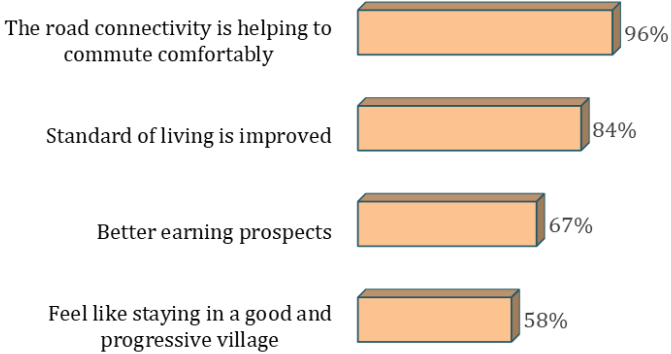 The road connectivity is helping to
commute comfortably
96%
Standard of living is improved
84%
Better earning prospects
67%
Feel like staying in a good and
progressive village
58%